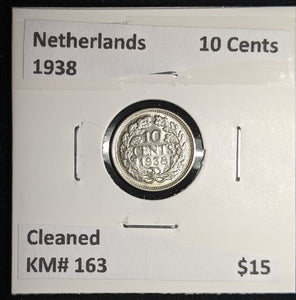 Netherlands 10 Cents
1938
10
CENTS
1938
Cleaned
KM# 163 $15